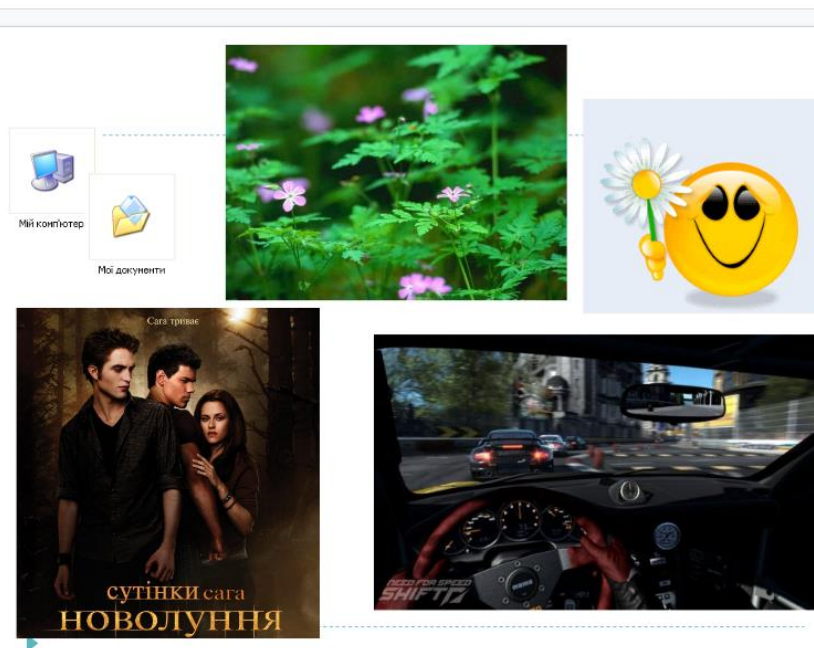 Мій комп'ютер
Мої документи
Сага триває
сутінки сага
новолуння
NEED FOR SPEED
SHIFT